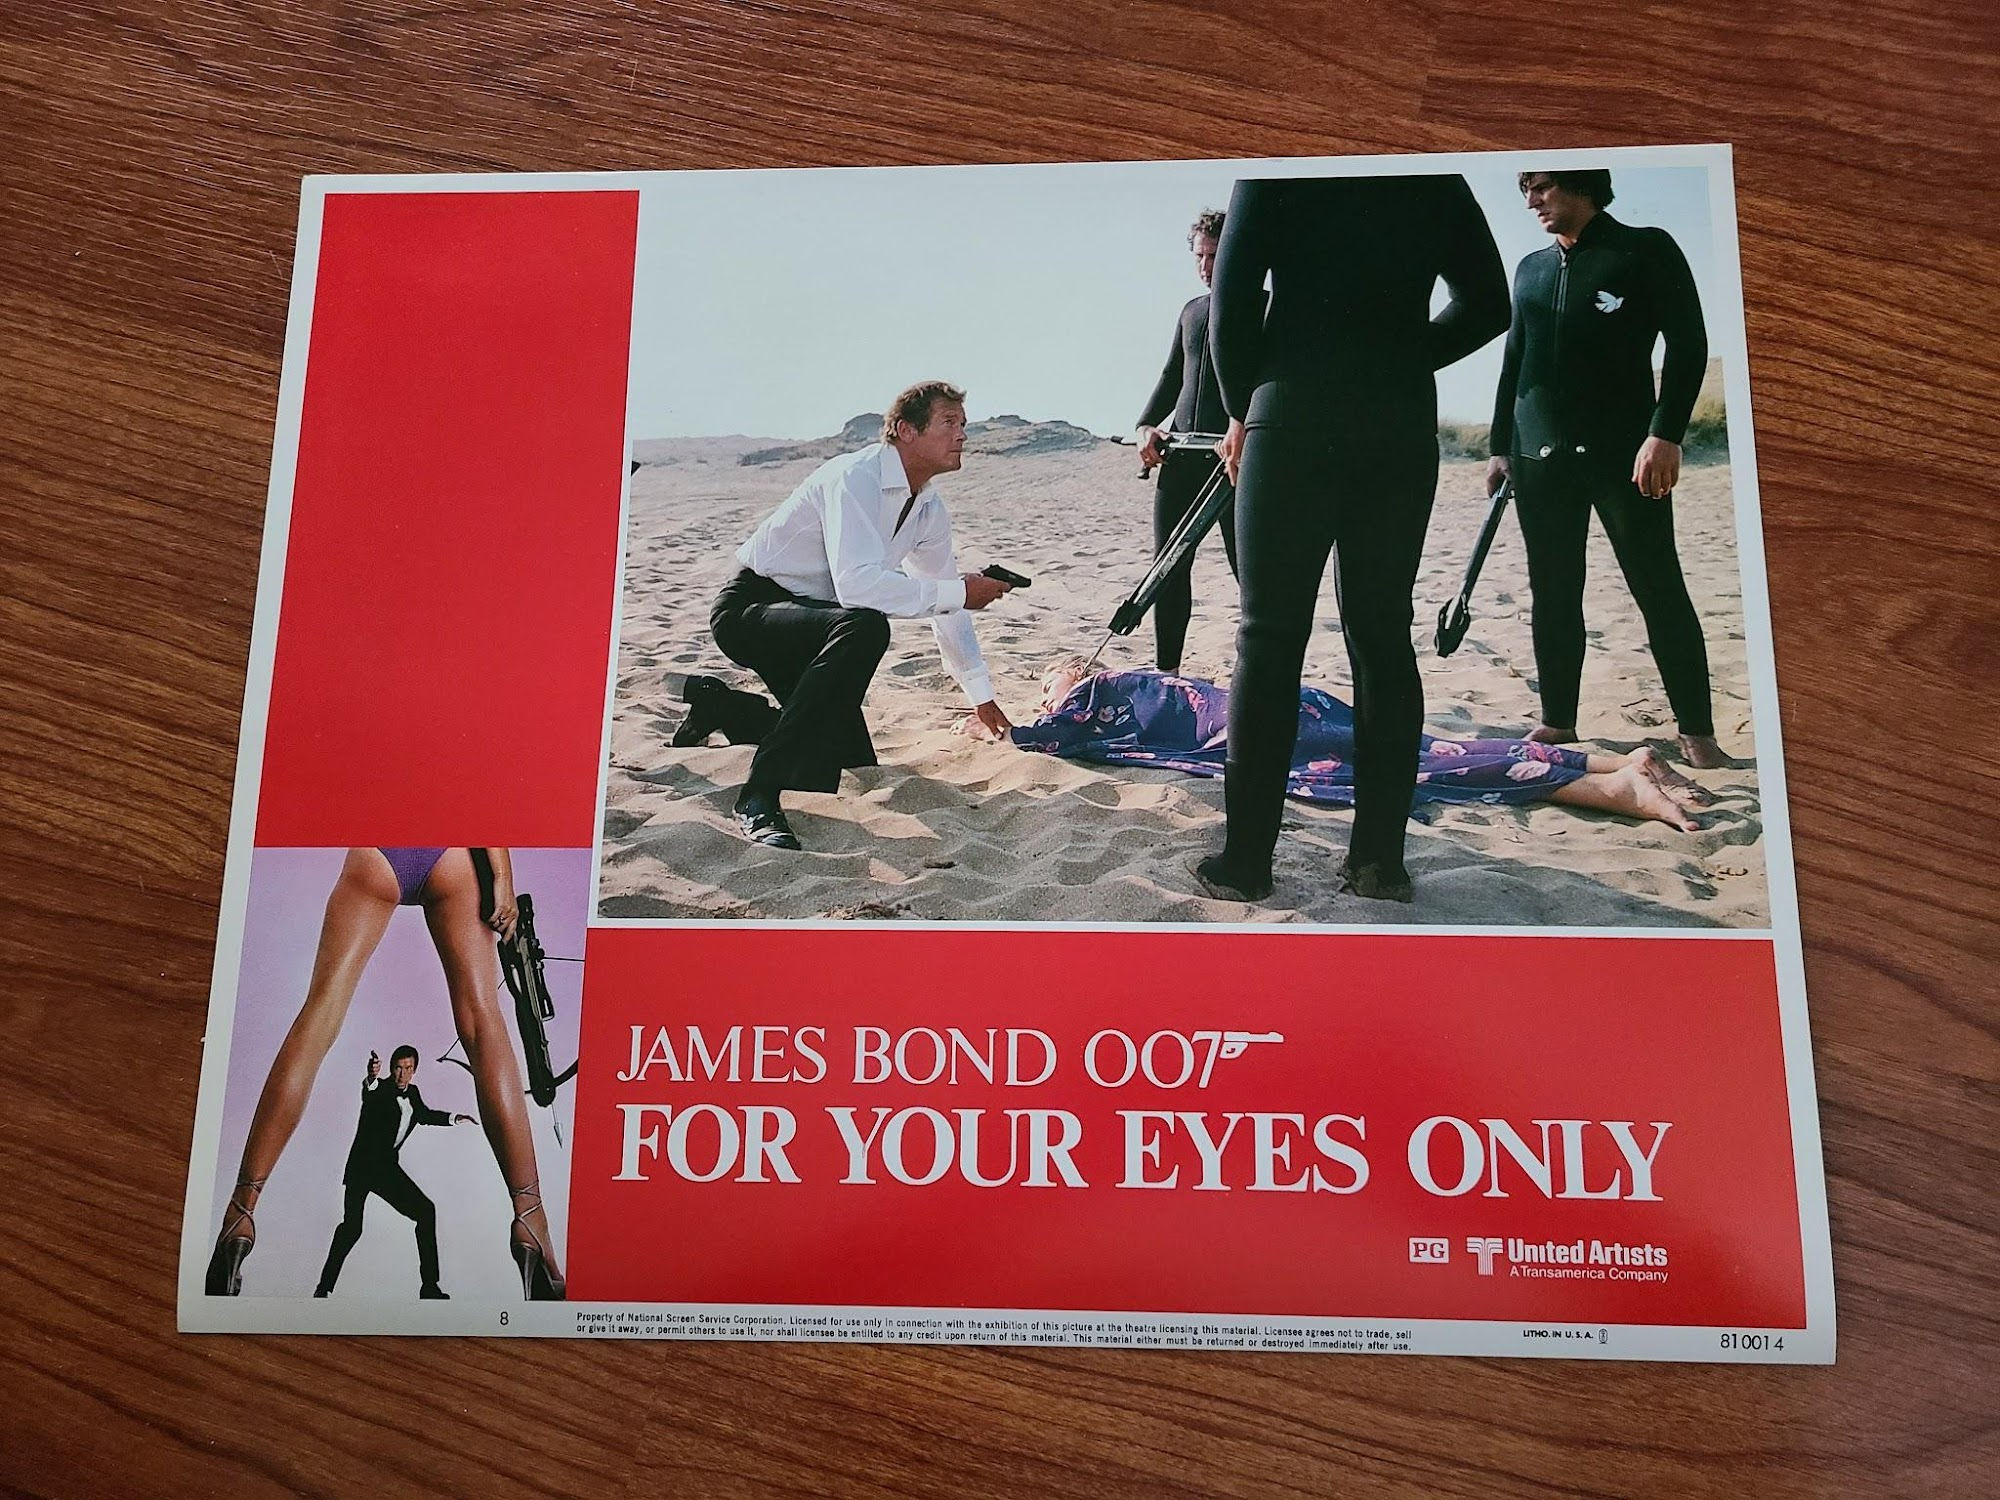 JAMES BOND 007
FOR YOUR EYES ONLY
PG United Artists
A Transamerica Company
8
Property of National Screen Service Corporation. Licensed for use only in connection with the exhibition of this picture at the theatre licensing this material. Licensee agrees not to trade, sell
or give it away, or permit others to use it, nor shall licensee be entitled to any credit upon return of this material. This material either must be returned or destroyed immediately after use.
LITHO. IN U. S. A.
810014